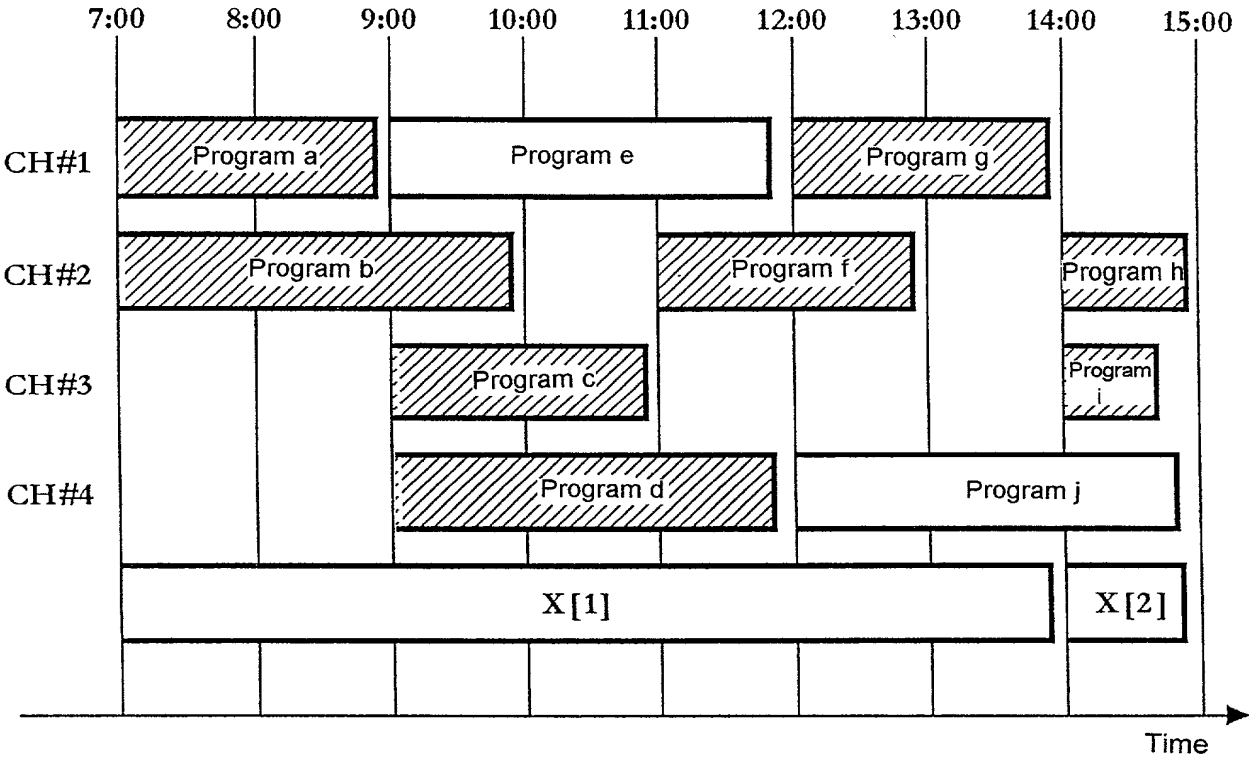 7:00 8:00 9:00 10:00 11:00 12:00 13:00 14:00 15:00
CH#1 Program a Program e Program g
CH#2 Program b Program f Program h
CH#3 Program c Program
i
CH#4 Program d Program j
X[1] X[2]
Time